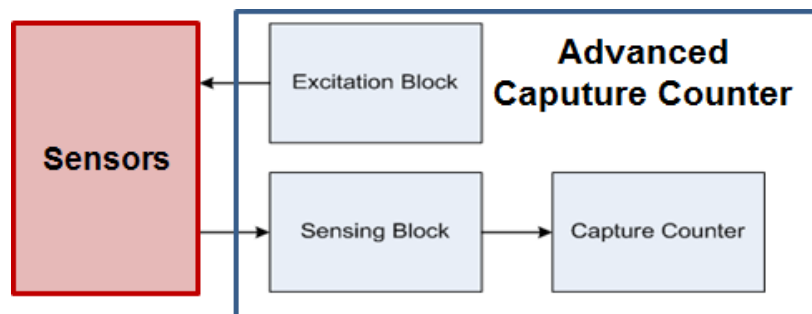 Advanced
Caputure Counter
Excitation Block
Sensors
Sensing Block
Capture Counter